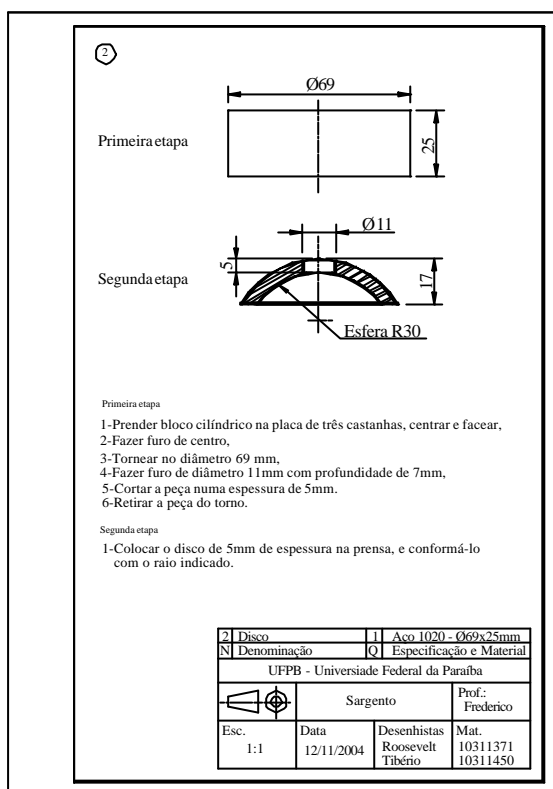 2
Ø69
Primeira etapa
25
Ø11
5
Segunda etapa
17
Esfera R30
Primeira etapa
1-Prender bloco cilíndrico na placa de três castanhas, centrar e facear,
2-Fazer furo de centro,
3-Tornear no diâmetro 69 mm,
4-Fazer furo de diâmetro 11mm com profundidade de 7mm,
5-Cortar a peça numa espessura de 5mm.
6-Retirar a peça do torno.
Segunda etapa
1-Colocar o disco de 5mm de espessura na prensa, e conformá-lo
com o raio indicado.
2 Disco 1 Aço 1020 - Ø69x25mm
N Denominação Q Especificação e Material
UFPB - Universiade Federal da Paraíba
Sargento
Prof.:
Frederico
Esc.
1:1
Data
12/11/2004
Desenhistas
Roosevelt
Tibério
Mat.
10311371
10311450